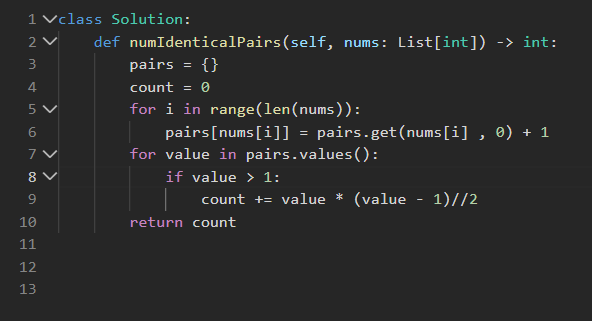 1 class Solution:
2     def numIdenticalPairs(self, nums: List[int]) -> int:
3         pairs = {}
4         count = 0
5         for i in range(len(nums)):
6             pairs[nums[i]] = pairs.get(nums[i] , 0) + 1
7         for value in pairs.values():
8             if value > 1:
9                 count += value * (value - 1)//2
10         return count
11
12
13